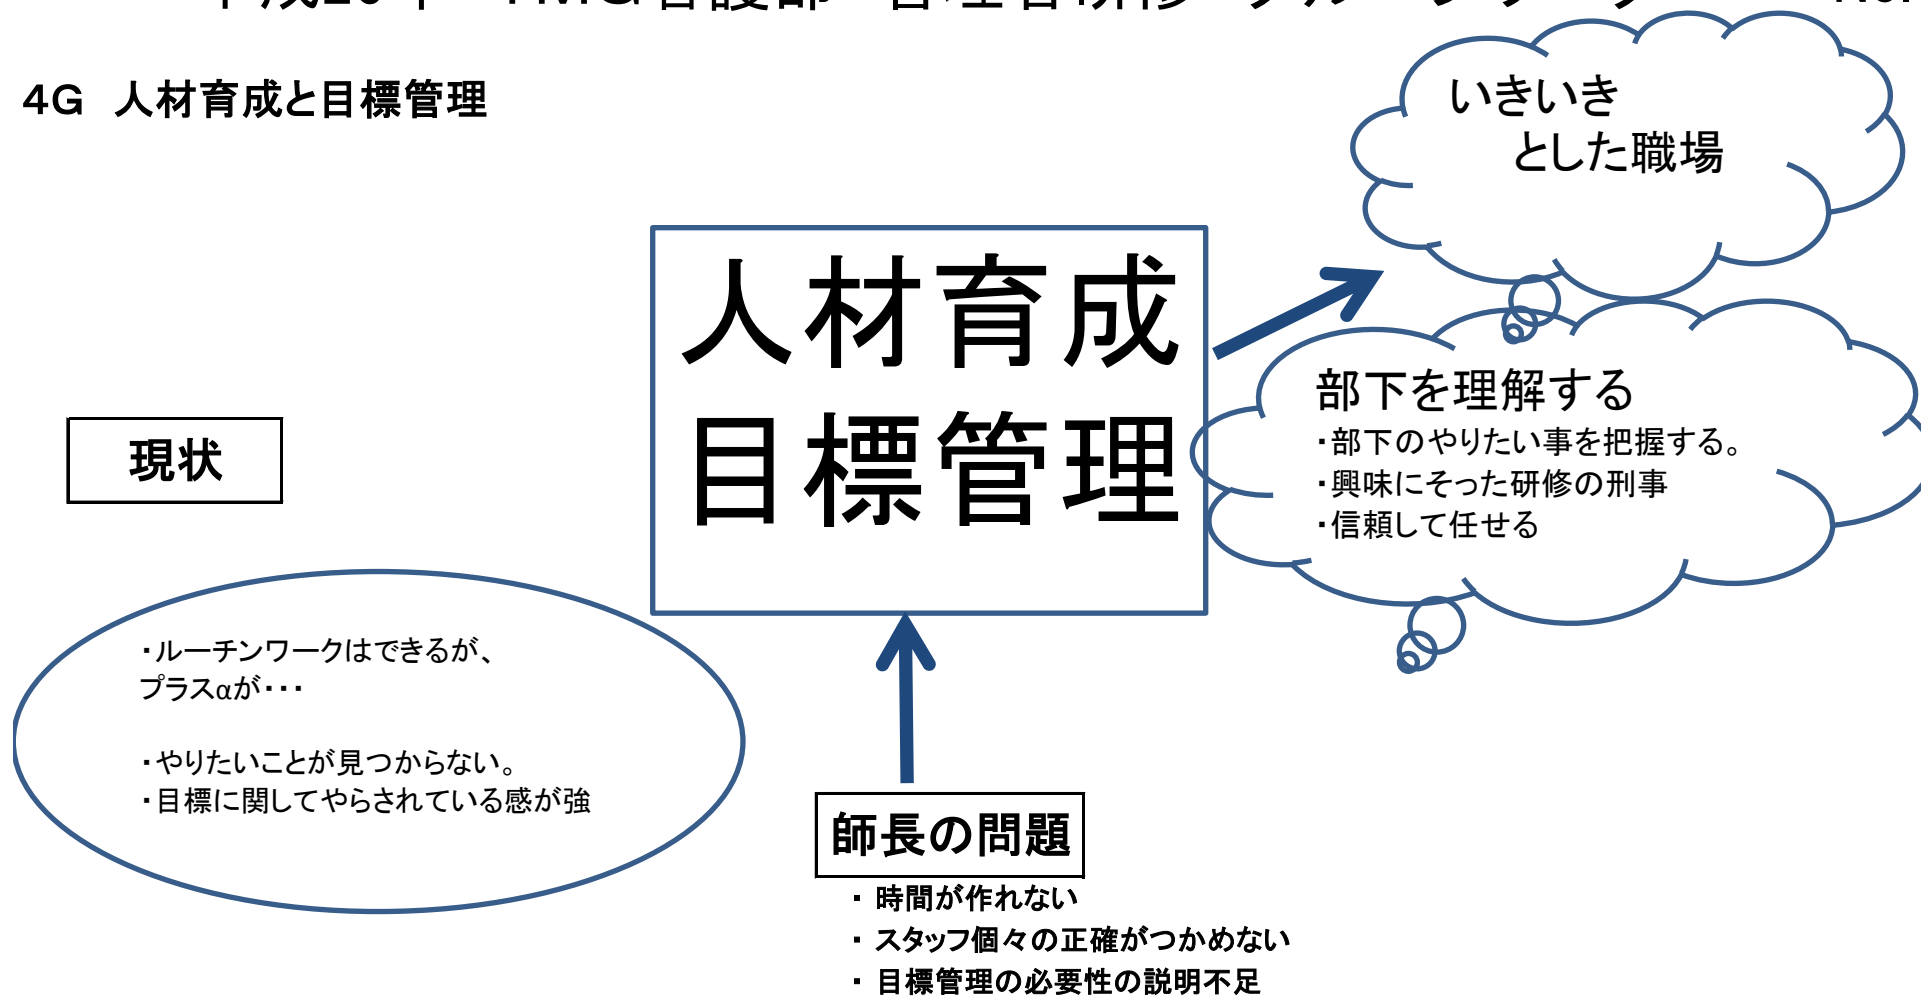 4G 人材育成と目標管理
いきいき
とした職場
人材育成
目標管理
部下を理解する
・部下のやりたい事を把握する。
・興味にそった研修の刑事
・信頼して任せる
現状
・ルーチンワークはできるが、
プラスαが・・・
・やりたいことが見つからない。
・目標に関してやらされている感が強
師長の問題
・ 時間が作れない
・ スタッフ個々の正確がつかめない
・ 目標管理の必要性の説明不足